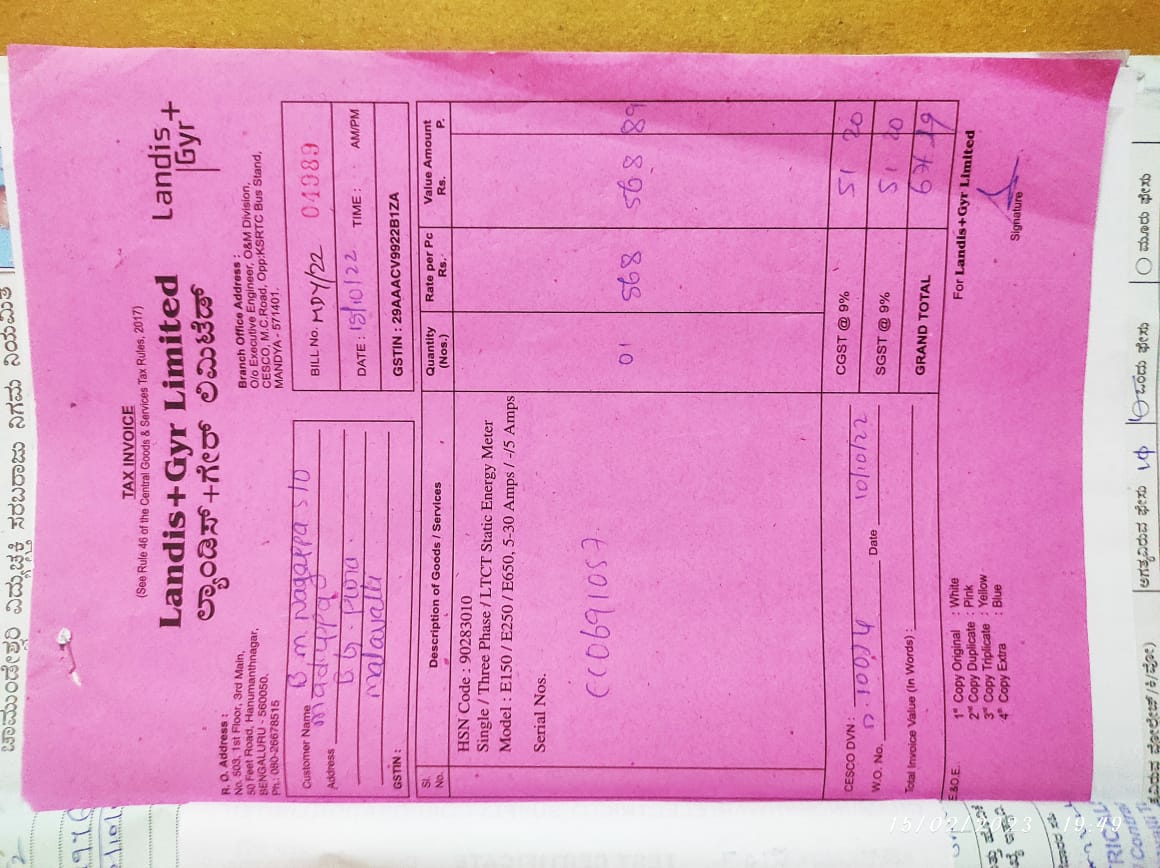 TAX INVOICE
(See Rule 46 of the Central Goods & Services Tax Rules, 2017)
Landis+Gyr Limited
ಲ್ಯಾಂಡಿಸ್+ಗೇರ್ ಲಿಮಿಟೆಡ್
Landis
Gyr+
R. O. Address :
No. 503, 1st Floor, 3rd Main,
50 Feet Road, Hanumanthnagar,
BENGALURU - 560050.
Ph.: 080-26678515
Branch Office Address :
O/o Executive Engineer, O&M Division,
CESCO, M.C.Road, Opp:KSRTC Bus Stand,
MANDYA - 571401.
Customer Name B m Nagappa S/o
madappa
Address B G Pura
malavalli
GSTIN :
BILL No. MDY/22 04989
DATE : 15/10/22 TIME : AM/PM
GSTIN : 29AAACV9922B1ZA
Sl. No. Description of Goods / Services Quantity (Nos.) Rate per Pc Rs. Value Amount Rs. P.
HSN Code : 90283010
Single / Three Phase / LTCT Static Energy Meter
Model : E150 / E250 / E650, 5-30 Amps / -/5 Amps
Serial Nos.
CC0691057 01 568 568 89
CESCO DVN :
W.O. No. 10074 Date 10/10/22
Total Invoice Value (In Words) :
CGST @ 9% 51 20
SGST @ 9% 51 20
GRAND TOTAL 671 29
E.&O.E.
1st Copy Original : White
2nd Copy Duplicate : Pink
3rd Copy Triplicate : Yellow
4th Copy Extra : Blue
For Landis+Gyr Limited
Signature
15/02/2023 19:49